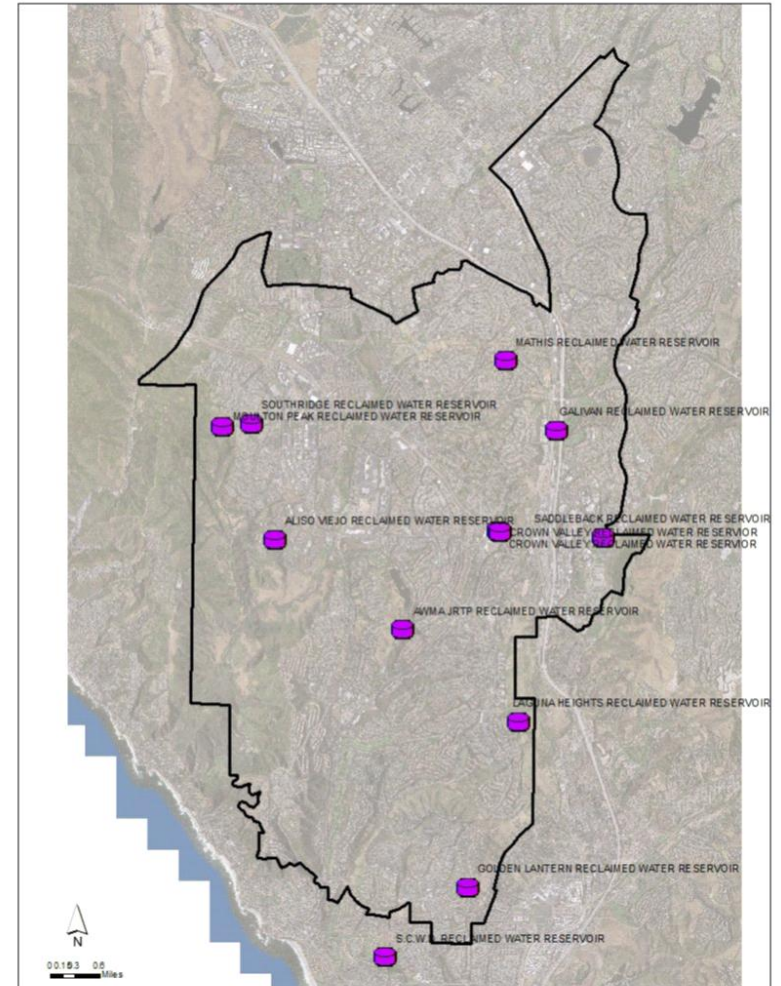 MATHIS RECLAIMED WATER RESERVOIR
SOUTHRIDGE RECLAIMED WATER RESERVOIR
MOULTON PEAK RECLAIMED WATER RESERVOIR
GALIVAN RECLAIMED WATER RESERVOIR
ALISO VIEJO RECLAIMED WATER RESERVOIR
SADDLEBACK RECLAIMED WATER RESERVOIR
CROWN VALLEY RECLAIMED WATER RESERVIOR
CROWN VALLEY RECLAIMED WATER RESERVIOR
AWMA JRTP RECLAIMED WATER RESERVOIR
LAGUNA HEIGHTS RECLAIMED WATER RESERVOIR
GOLDEN LANTERN RECLAIMED WATER RESERVOIR
S.C.W.D. RECLAIMED WATER RESERVOIR
N
Miles